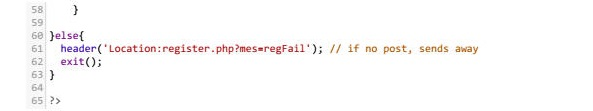 58     }
59
60 }else{
61   header('Location:register.php?mes=regFail'); // if no post, sends away
62   exit();
63 }
64
65 ?>